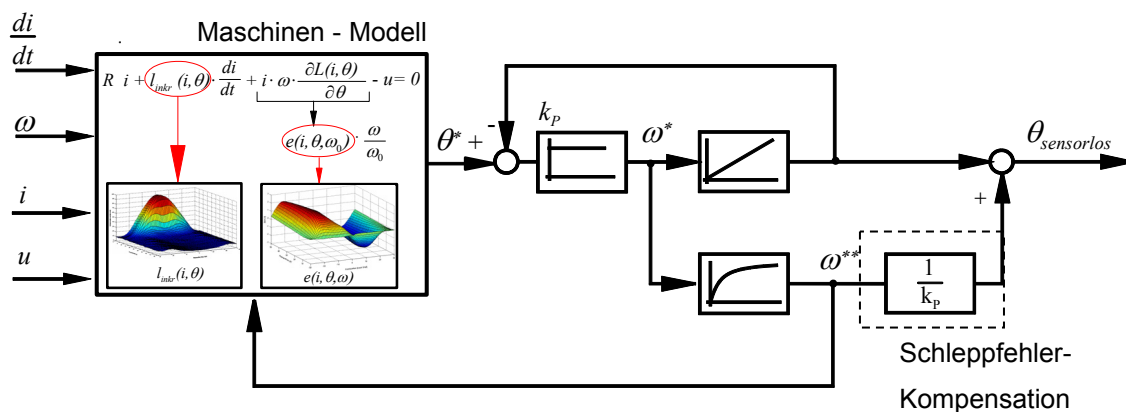 Maschinen - Modell
di
dt
ω
i
u
R i + l_inkr (i, θ) · di/dt + i · ω · ∂L(i, θ)/∂θ - u = 0
e(i, θ, ω₀) · ω/ω₀
l_inkr(i, θ)
e(i, θ, ω)
θ* + -
k_P
ω*
θ_sensorlos
+
ω**
1
k_P
Schleppfehler-
Kompensation